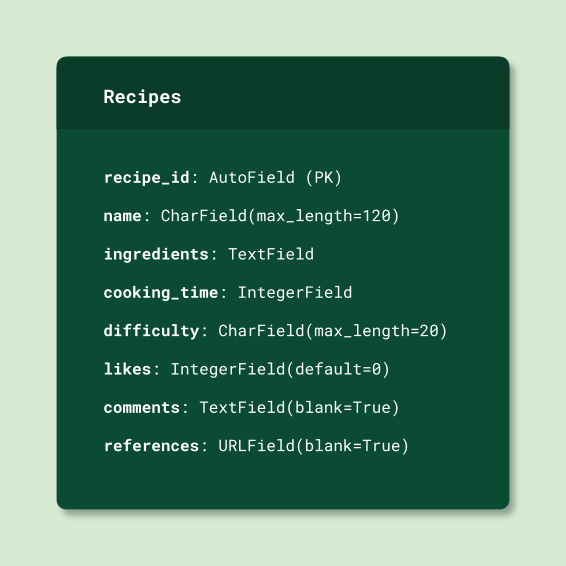 Recipes
recipe_id: AutoField (PK)
name: CharField(max_length=120)
ingredients: TextField
cooking_time: IntegerField
difficulty: CharField(max_length=20)
likes: IntegerField(default=0)
comments: TextField(blank=True)
references: URLField(blank=True)